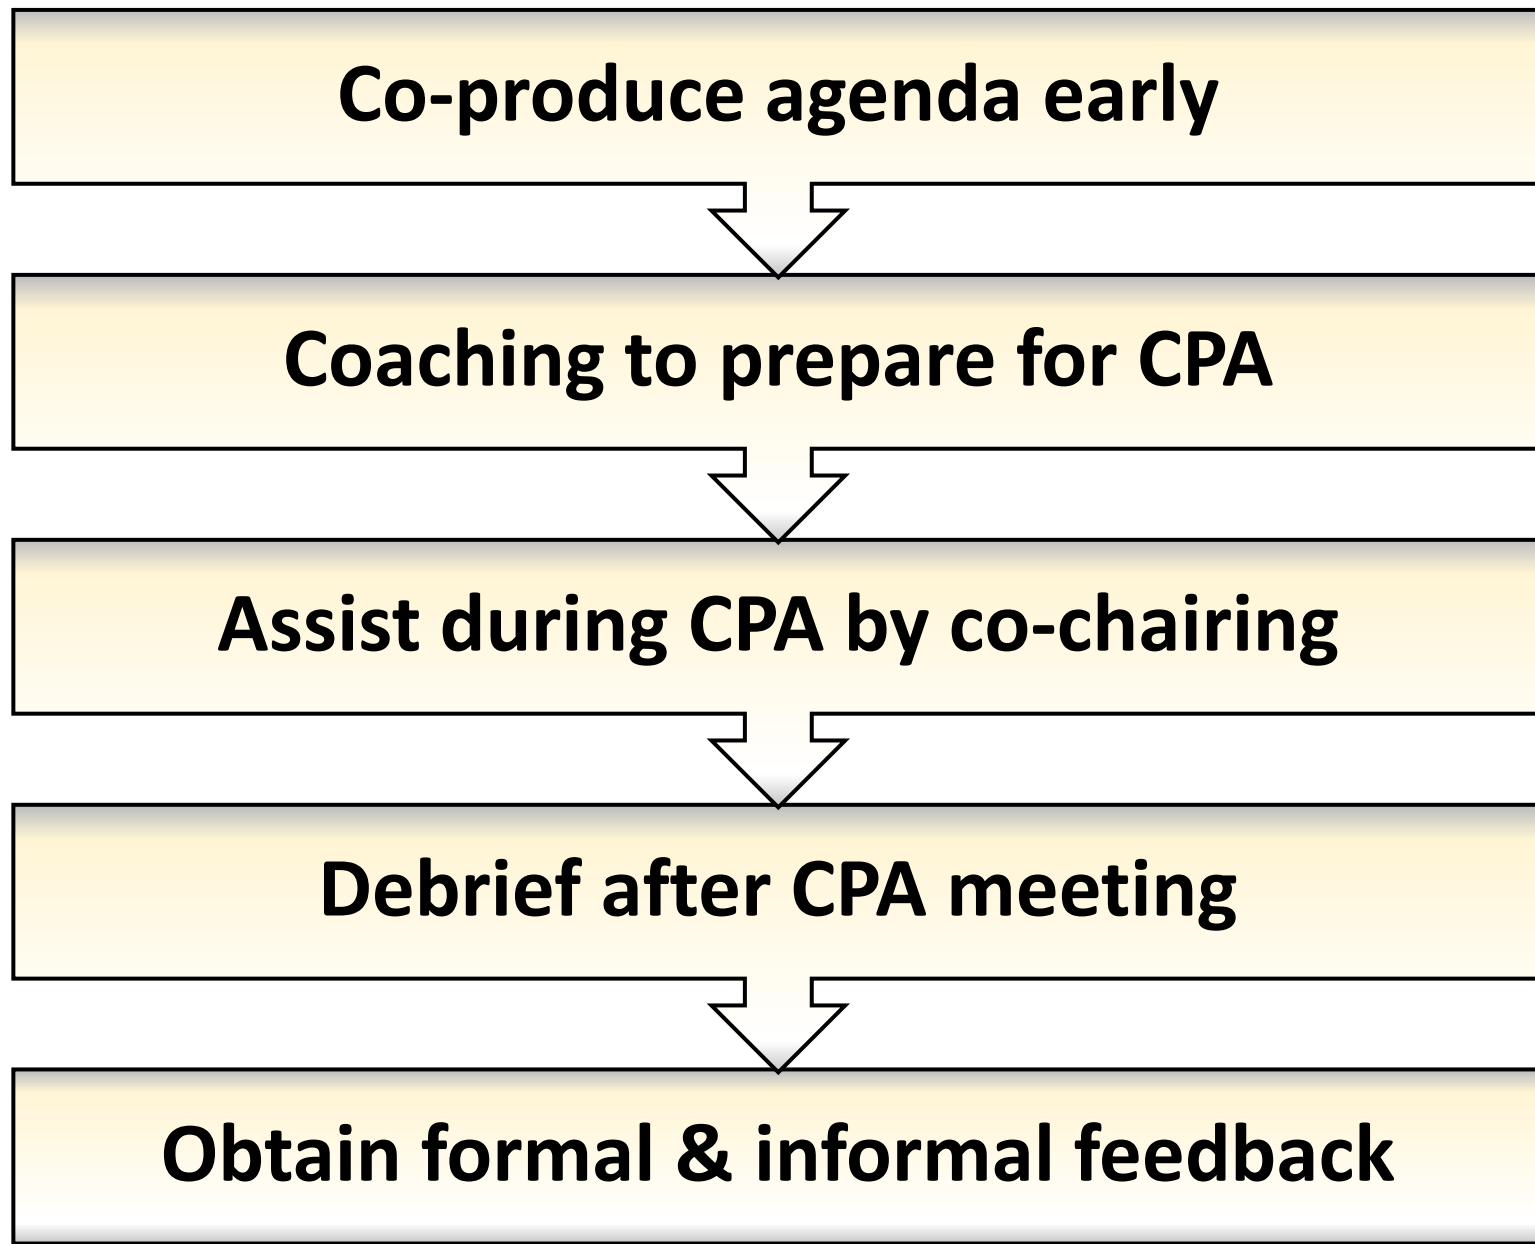 Co-produce agenda early
Coaching to prepare for CPA
Assist during CPA by co-chairing
Debrief after CPA meeting
Obtain formal & informal feedback